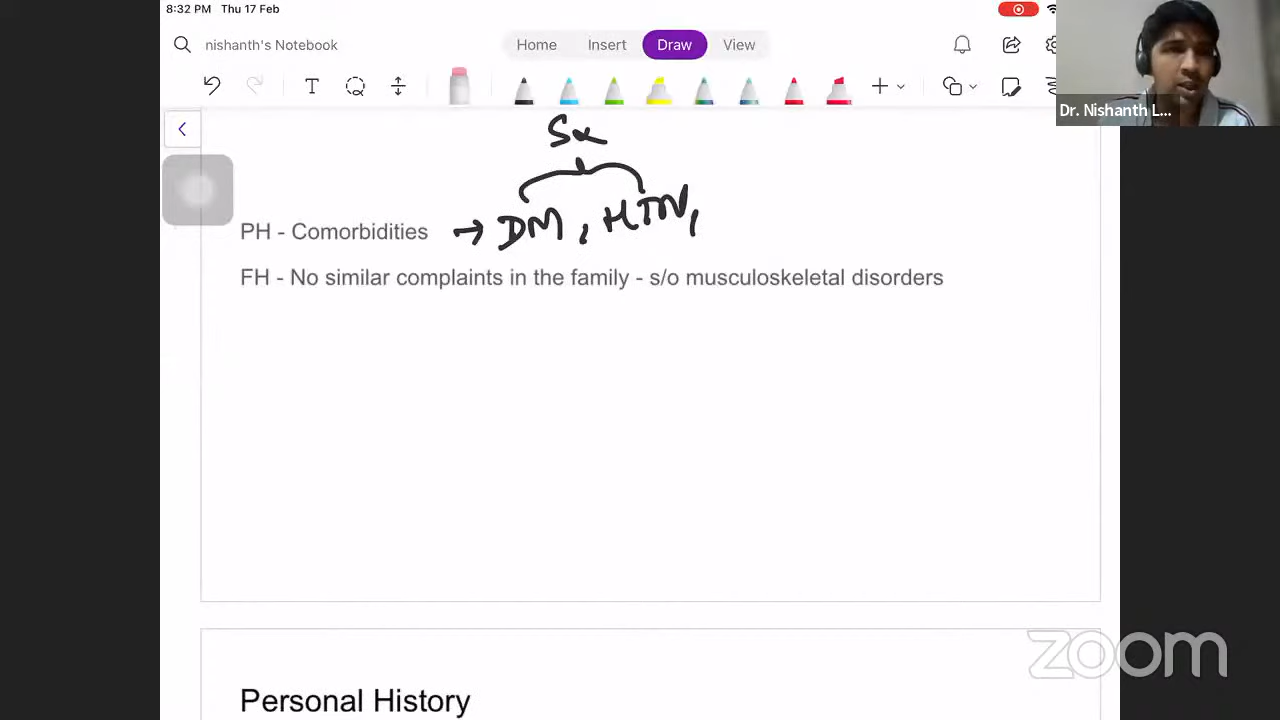 8:32 PM Thu 17 Feb
nishanth's Notebook
Home Insert Draw View
Dr. Nishanth L...
Sx
PH - Comorbidities → DM, HTN,
FH - No similar complaints in the family - s/o musculoskeletal disorders
zoom
Personal History